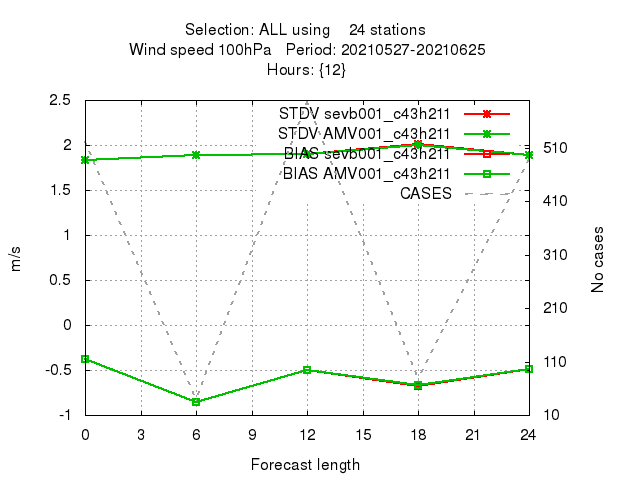 Selection: ALL using    24 stations
Wind speed 100hPa   Period: 20210527-20210625
Hours: {12}
STDV sevb001_c43h211
STDV AMV001_c43h211
BIAS sevb001_c43h211
BIAS AMV001_c43h211
CASES
2.5
2
1.5
1
0.5
0
-0.5
-1
m/s
510
410
310
210
110
10
No cases
0 3 6 9 12 15 18 21 24
Forecast length